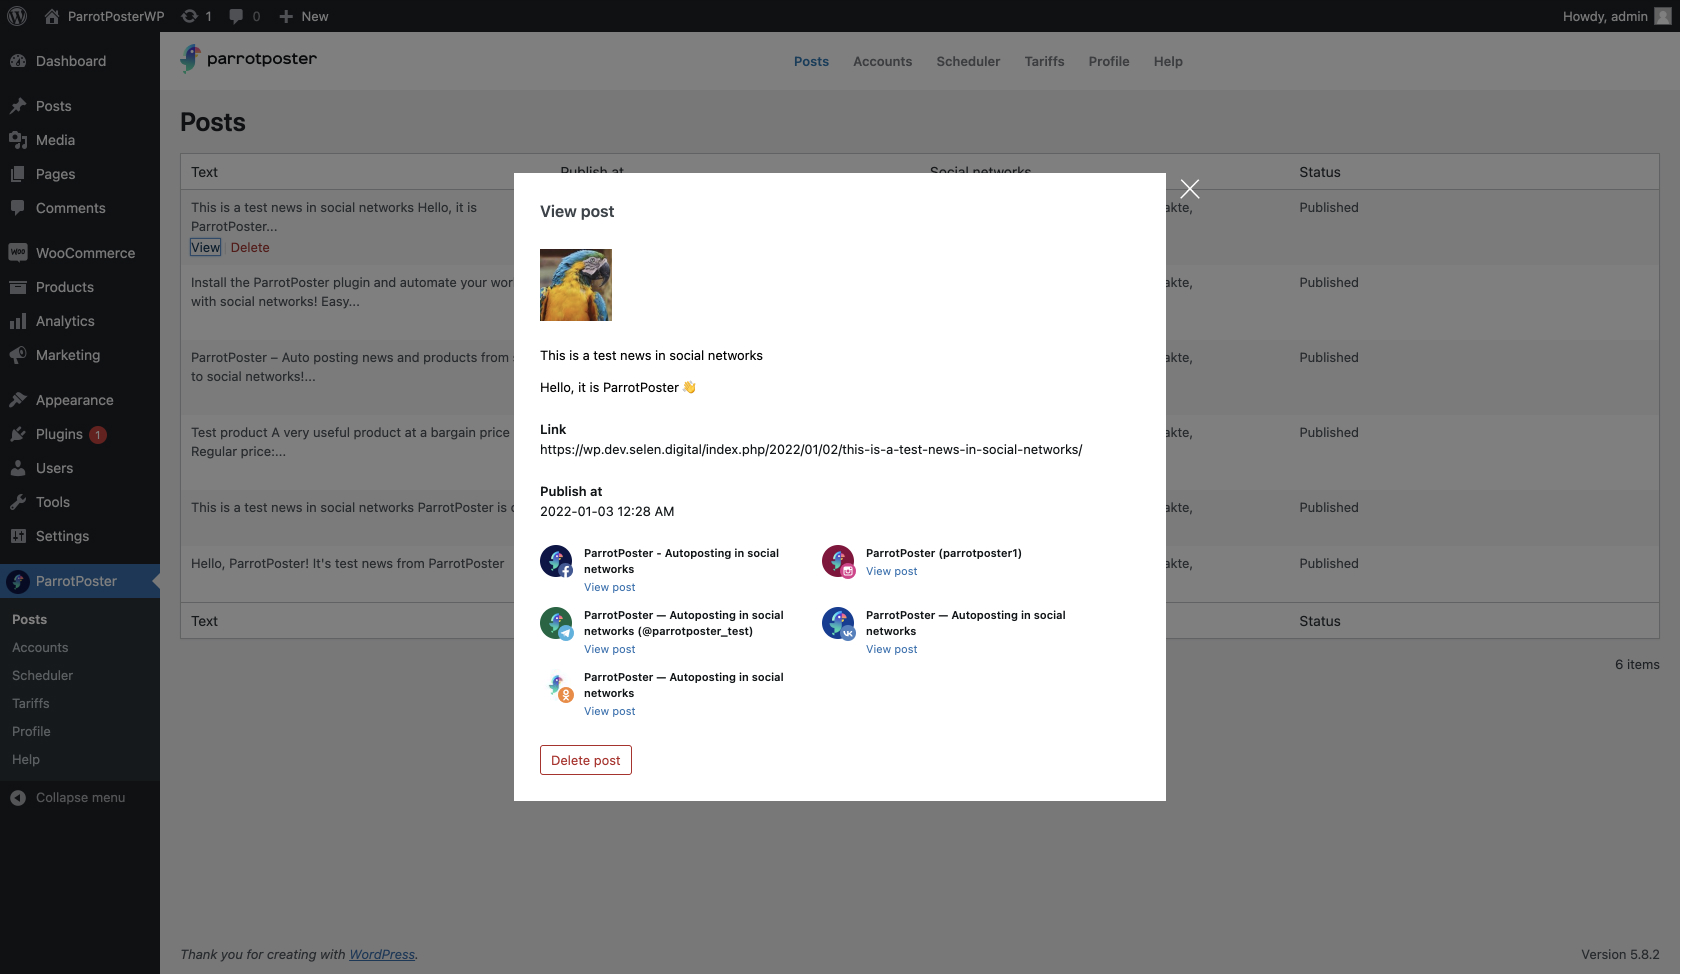 ParrotPosterWP 1 0 New
Howdy, admin
Dashboard
Posts
Media
Pages
Comments
WooCommerce
Products
Analytics
Marketing
Appearance
Plugins 1
Users
Tools
Settings
ParrotPoster
Posts
Accounts
Scheduler
Tariffs
Profile
Help
Collapse menu
parrotposter
Posts Accounts Scheduler Tariffs Profile Help
Posts
Text Publish at Social networks Status
This is a test news in social networks Hello, it is
ParrotPoster...
View Delete
akte, Published
Install the ParrotPoster plugin and automate your wor
with social networks! Easy...
akte, Published
ParrotPoster – Auto posting news and products from
to social networks!...
akte, Published
Test product A very useful product at a bargain price
Regular price:...
akte, Published
This is a test news in social networks ParrotPoster is
akte, Published
Hello, ParrotPoster! It's test news from ParrotPoster
akte, Published
Text Status
6 items
View post
This is a test news in social networks
Hello, it is ParrotPoster 👋
Link
https://wp.dev.selen.digital/index.php/2022/01/02/this-is-a-test-news-in-social-networks/
Publish at
2022-01-03 12:28 AM
ParrotPoster - Autoposting in social
networks
View post
ParrotPoster (parrotposter1)
View post
ParrotPoster — Autoposting in social
networks (@parrotposter_test)
View post
ParrotPoster — Autoposting in social
networks
View post
ParrotPoster — Autoposting in social
networks
View post
Delete post
Thank you for creating with WordPress.
Version 5.8.2